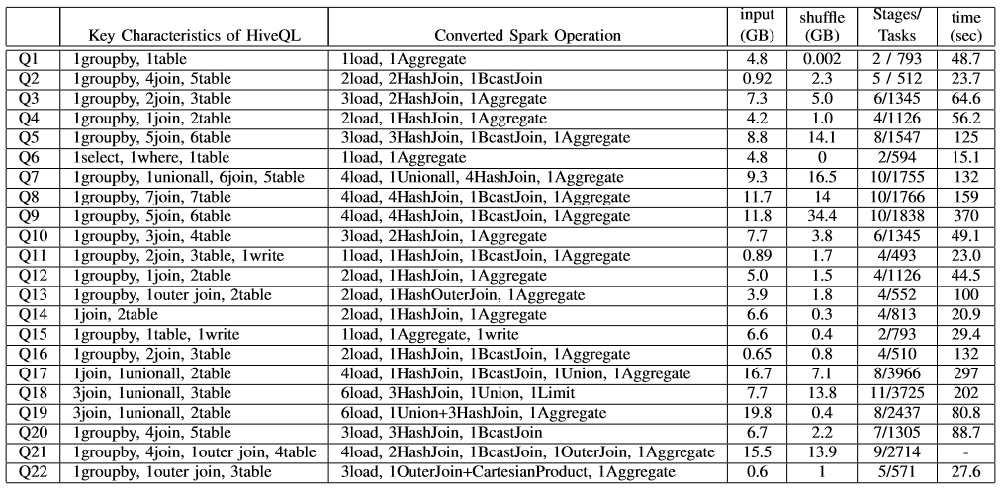 Key Characteristics of HiveQL | Converted Spark Operation | input (GB) | shuffle (GB) | Stages/ Tasks | time (sec)
Q1 | 1groupby, 1table | 1load, 1Aggregate | 4.8 | 0.002 | 2 / 793 | 48.7
Q2 | 1groupby, 4join, 5table | 2load, 2HashJoin, 1BcastJoin | 0.92 | 2.3 | 5 / 512 | 23.7
Q3 | 1groupby, 2join, 3table | 3load, 2HashJoin, 1Aggregate | 7.3 | 5.0 | 6/1345 | 64.6
Q4 | 1groupby, 1join, 2table | 2load, 1HashJoin, 1Aggregate | 4.2 | 1.0 | 4/1126 | 56.2
Q5 | 1groupby, 5join, 6table | 3load, 3HashJoin, 1BcastJoin, 1Aggregate | 8.8 | 14.1 | 8/1547 | 125
Q6 | 1select, 1where, 1table | 1load, 1Aggregate | 4.8 | 0 | 2/594 | 15.1
Q7 | 1groupby, 1unionall, 6join, 5table | 4load, 1Unionall, 4HashJoin, 1Aggregate | 9.3 | 16.5 | 10/1755 | 132
Q8 | 1groupby, 7join, 7table | 4load, 4HashJoin, 1BcastJoin, 1Aggregate | 11.7 | 14 | 10/1766 | 159
Q9 | 1groupby, 5join, 6table | 4load, 4HashJoin, 1BcastJoin, 1Aggregate | 11.8 | 34.4 | 10/1838 | 370
Q10 | 1groupby, 3join, 4table | 3load, 2HashJoin, 1Aggregate | 7.7 | 3.8 | 6/1345 | 49.1
Q11 | 1groupby, 2join, 3table, 1write | 1load, 1HashJoin, 1BcastJoin, 1Aggregate | 0.89 | 1.7 | 4/493 | 23.0
Q12 | 1groupby, 1join, 2table | 2load, 1HashJoin, 1Aggregate | 5.0 | 1.5 | 4/1126 | 44.5
Q13 | 1groupby, 1outer join, 2table | 2load, 1HashOuterJoin, 1Aggregate | 3.9 | 1.8 | 4/552 | 100
Q14 | 1join, 2table | 2load, 1HashJoin, 1Aggregate | 6.6 | 0.3 | 4/813 | 20.9
Q15 | 1groupby, 1table, 1write | 1load, 1Aggregate, 1write | 6.6 | 0.4 | 2/793 | 29.4
Q16 | 1groupby, 2join, 3table | 2load, 1HashJoin, 1BcastJoin, 1Aggregate | 0.65 | 0.8 | 4/510 | 132
Q17 | 1join, 1unionall, 2table | 4load, 1HashJoin, 1BcastJoin, 1Union, 1Aggregate | 16.7 | 7.1 | 8/3966 | 297
Q18 | 3join, 1unionall, 3table | 6load, 3HashJoin, 1Union, 1Limit | 7.7 | 13.8 | 11/3725 | 202
Q19 | 3join, 1unionall, 2table | 6load, 1Union+3HashJoin, 1Aggregate | 19.8 | 0.4 | 8/2437 | 80.8
Q20 | 1groupby, 4join, 5table | 3load, 3HashJoin, 1BcastJoin | 6.7 | 2.2 | 7/1305 | 88.7
Q21 | 1groupby, 4join, 1outer join, 4table | 4load, 2HashJoin, 1BcastJoin, 1OuterJoin, 1Aggregate | 15.5 | 13.9 | 9/2714 | -
Q22 | 1groupby, 1outer join, 3table | 3load, 1OuterJoin+CartesianProduct, 1Aggregate | 0.6 | 1 | 5/571 | 27.6